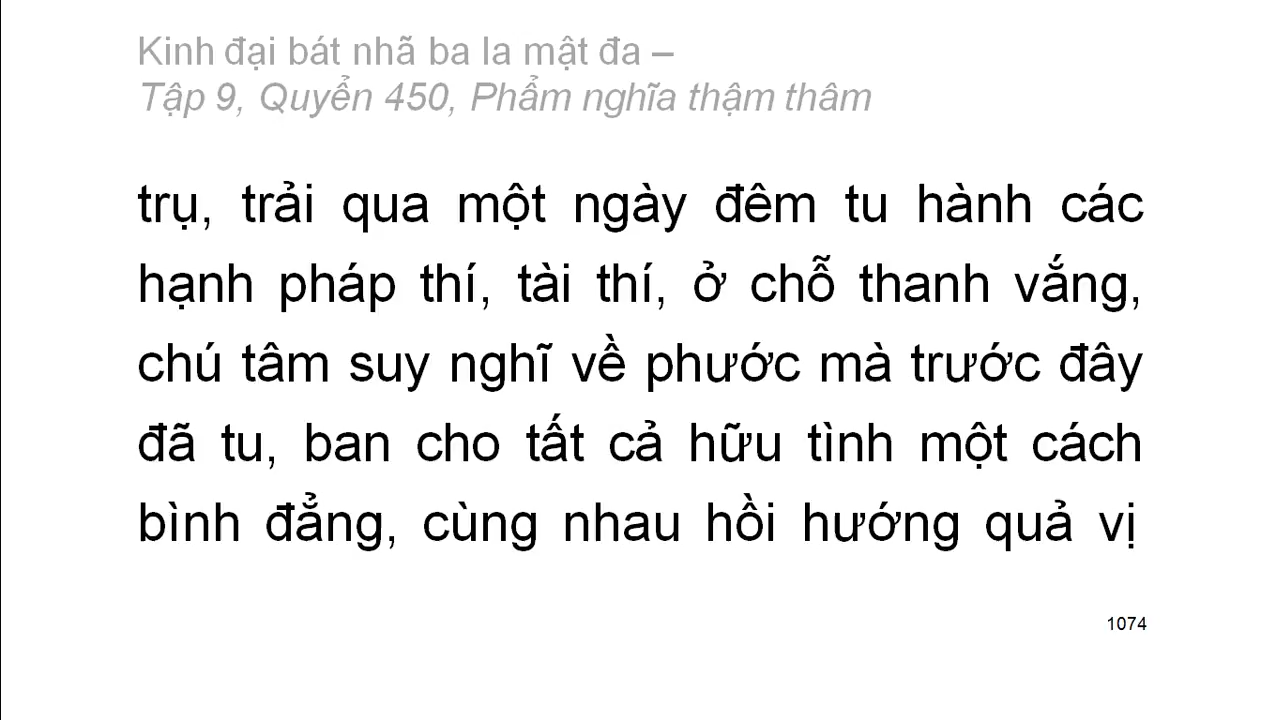 Kinh đại bát nhã ba la mật đa –
Tập 9, Quyển 450, Phẩm nghĩa thậm thâm
trụ, trải qua một ngày đêm tu hành các
hạnh pháp thí, tài thí, ở chỗ thanh vắng,
chú tâm suy nghĩ về phước mà trước đây
đã tu, ban cho tất cả hữu tình một cách
bình đẳng, cùng nhau hồi hướng quả vị
1074